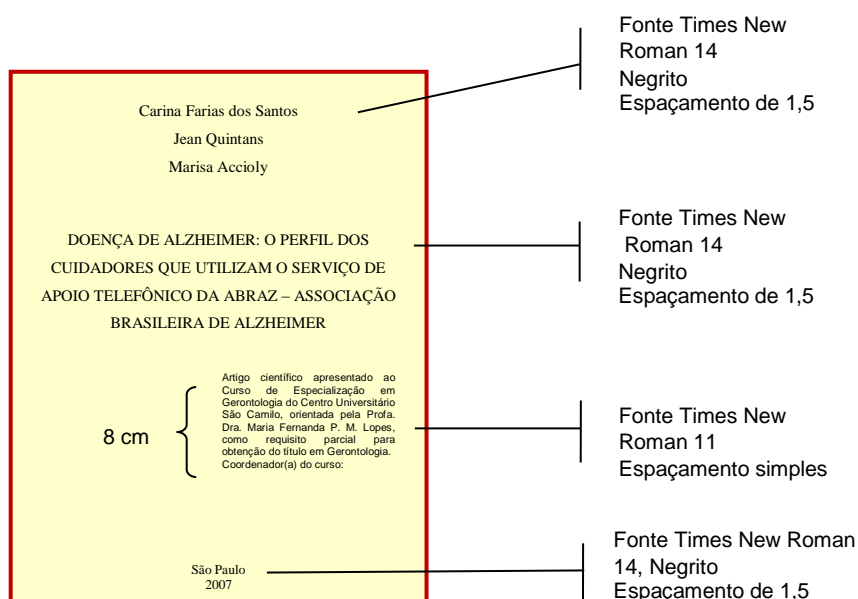 Fonte Times New
Roman 14
Negrito
Espaçamento de 1,5
Carina Farias dos Santos
Jean Quintans
Marisa Accioly
Fonte Times New
Roman 14
Negrito
Espaçamento de 1,5
DOENÇA DE ALZHEIMER: O PERFIL DOS
CUIDADORES QUE UTILIZAM O SERVIÇO DE
APOIO TELEFÔNICO DA ABRAZ – ASSOCIAÇÃO
BRASILEIRA DE ALZHEIMER
8 cm
Artigo científico apresentado ao
Curso de Especialização em
Gerontologia do Centro Universitário
São Camilo, orientada pela Profa.
Dra. Maria Fernanda P. M. Lopes,
como requisito parcial para
obtenção do título em Gerontologia.
Coordenador(a) do curso:
Fonte Times New
Roman 11
Espaçamento simples
São Paulo
2007
Fonte Times New Roman
14, Negrito
Espaçamento de 1,5